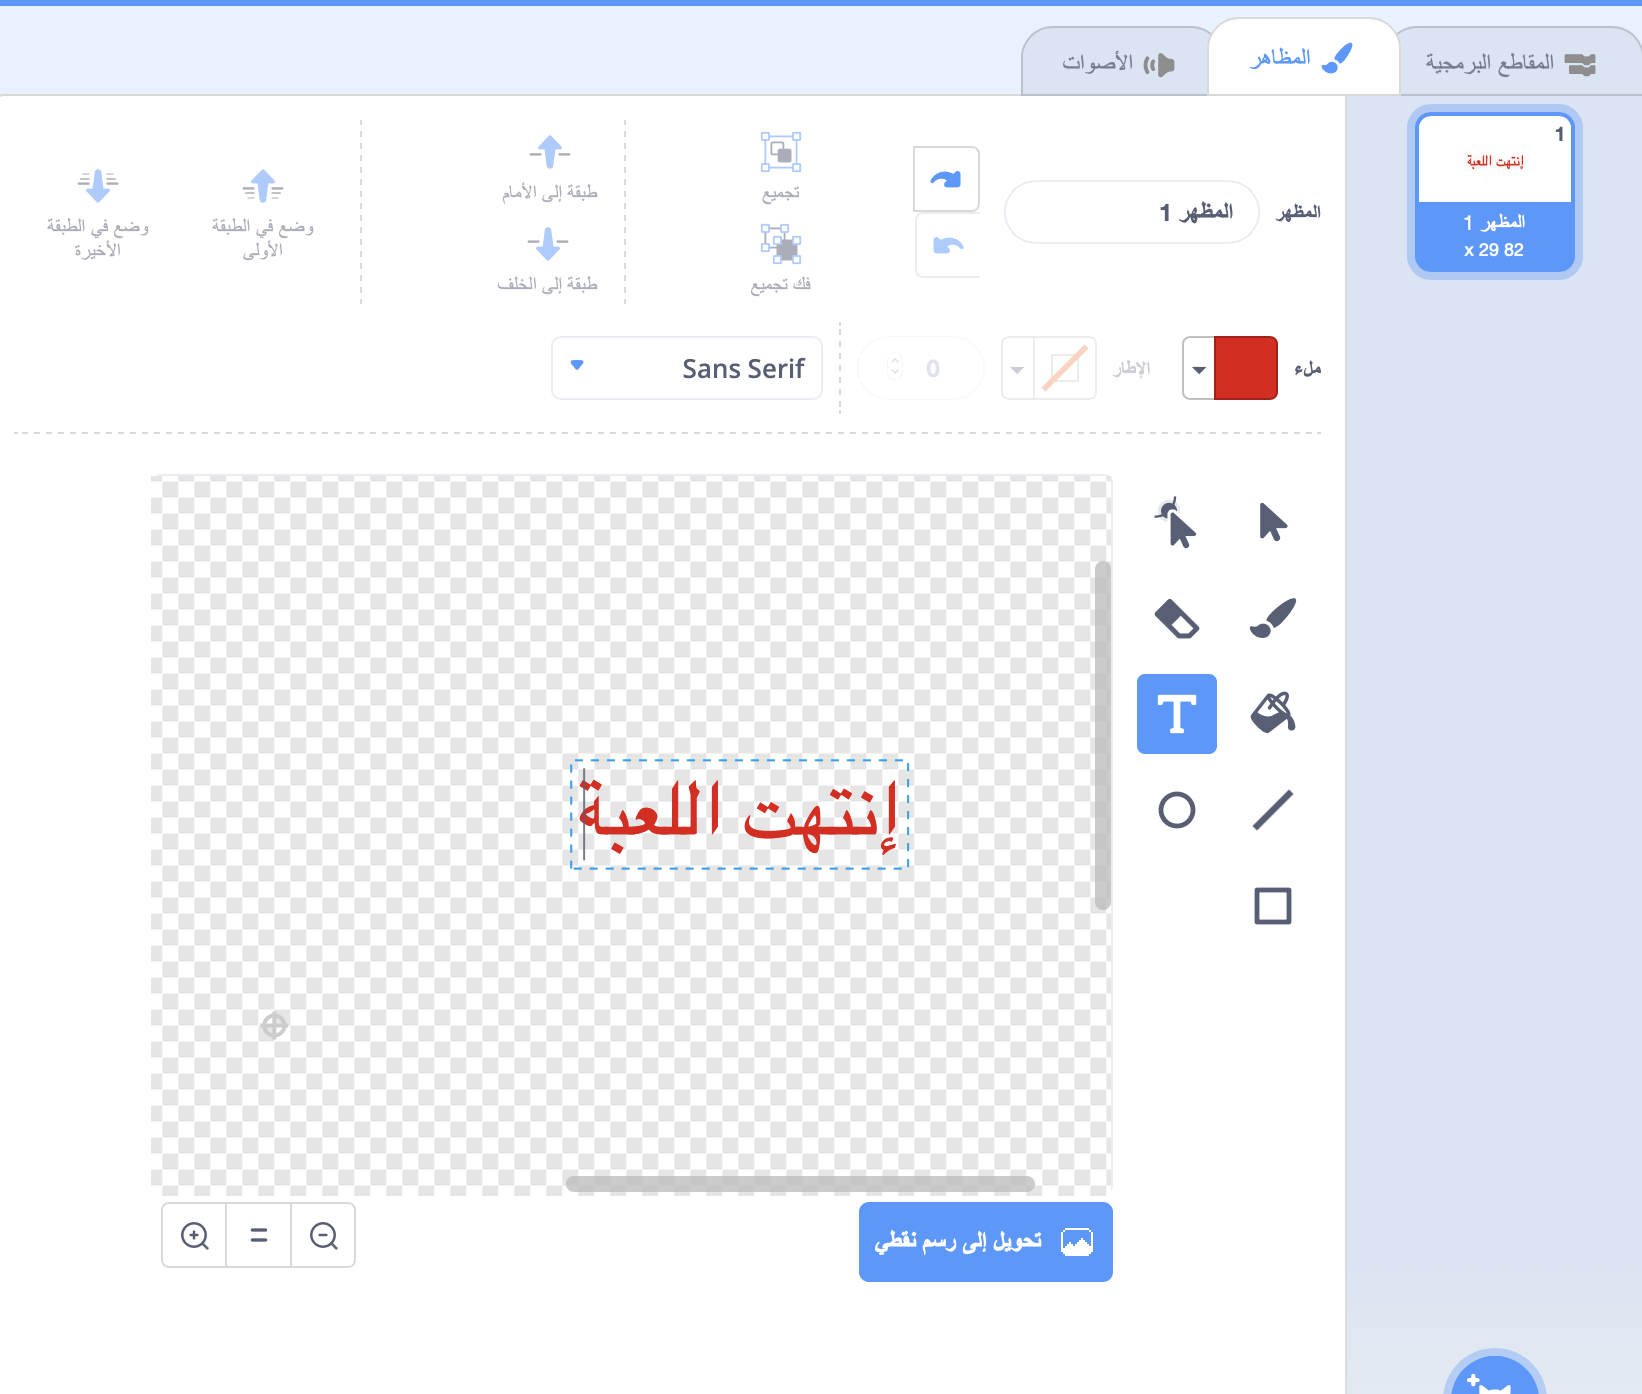 المقاطع البرمجية
المظاهر
الأصوات
1
إنتهت اللعبة
المظهر 1
82 x 29
المظهر
المظهر 1
تجميع
فك تجميع
طبقة إلى الأمام
طبقة إلى الخلف
وضع في الطبقة الأولى
وضع في الطبقة الأخيرة
ملء
الإطار
0
Sans Serif
T
إنتهت اللعبة
تحويل إلى رسم نقطي